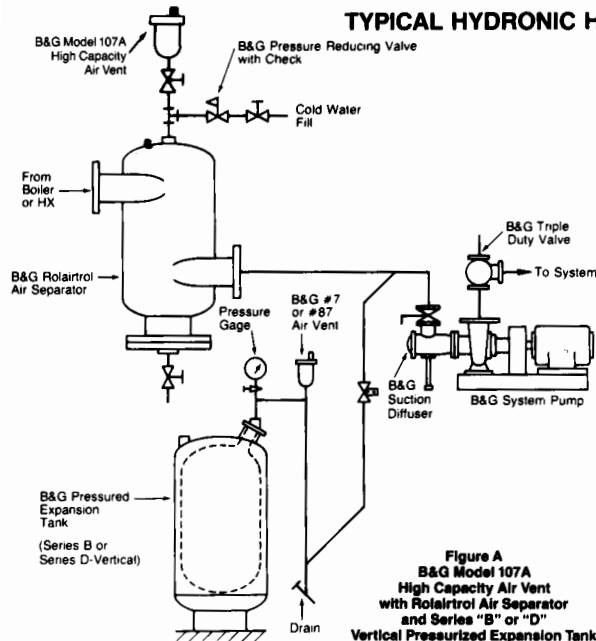 TYPICAL HYDRONIC H
B&G Model 107A
High Capacity
Air Vent
B&G Pressure Reducing Valve
with Check
Cold Water
Fill
From
Boiler
or HX
B&G Triple
Duty Valve
To System
B&G Rolairtrol
Air Separator
Pressure
Gage
B&G #7
or #87
Air Vent
B&G
Suction
Diffuser
B&G System Pump
B&G Pressured
Expansion
Tank
(Series B or
Series D-Vertical)
Drain
Figure A
B&G Model 107A
High Capacity Air Vent
with Rolairtrol Air Separator
and Series "B" or "D"
Vertical Pressurized Expansion Tank